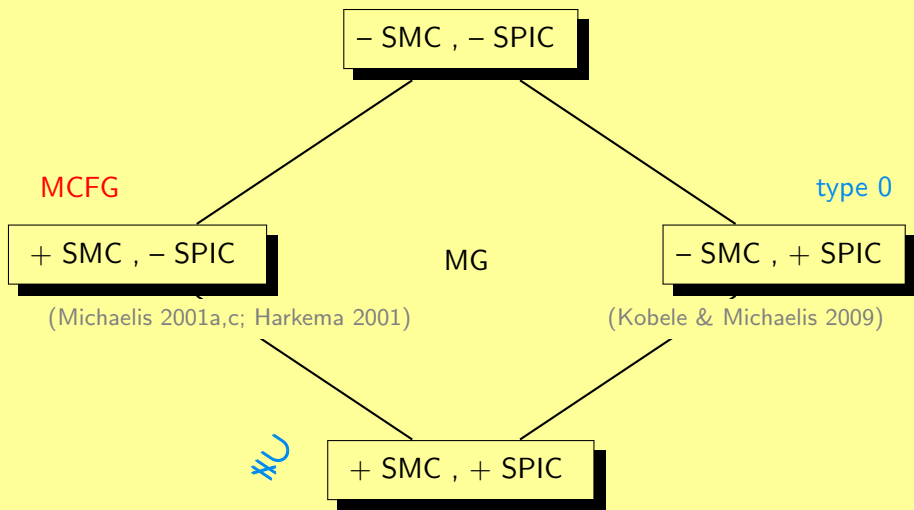 – SMC , – SPIC
MCFG
type 0
+ SMC , – SPIC
MG
– SMC , + SPIC
(Michaelis 2001a,c; Harkema 2001)
(Kobele & Michaelis 2009)
+ SMC , + SPIC